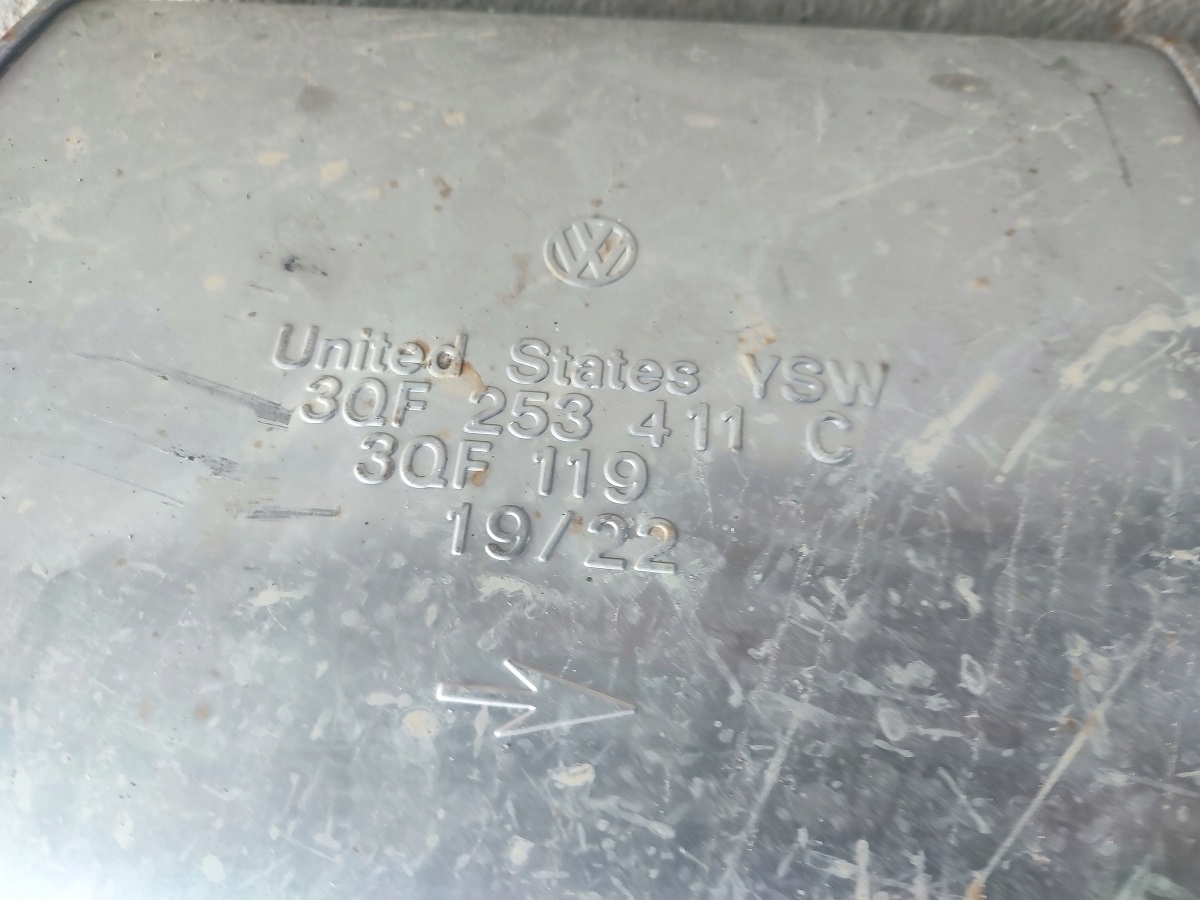 United States YSW
3QF 253 411 C
3QF 119
19/22